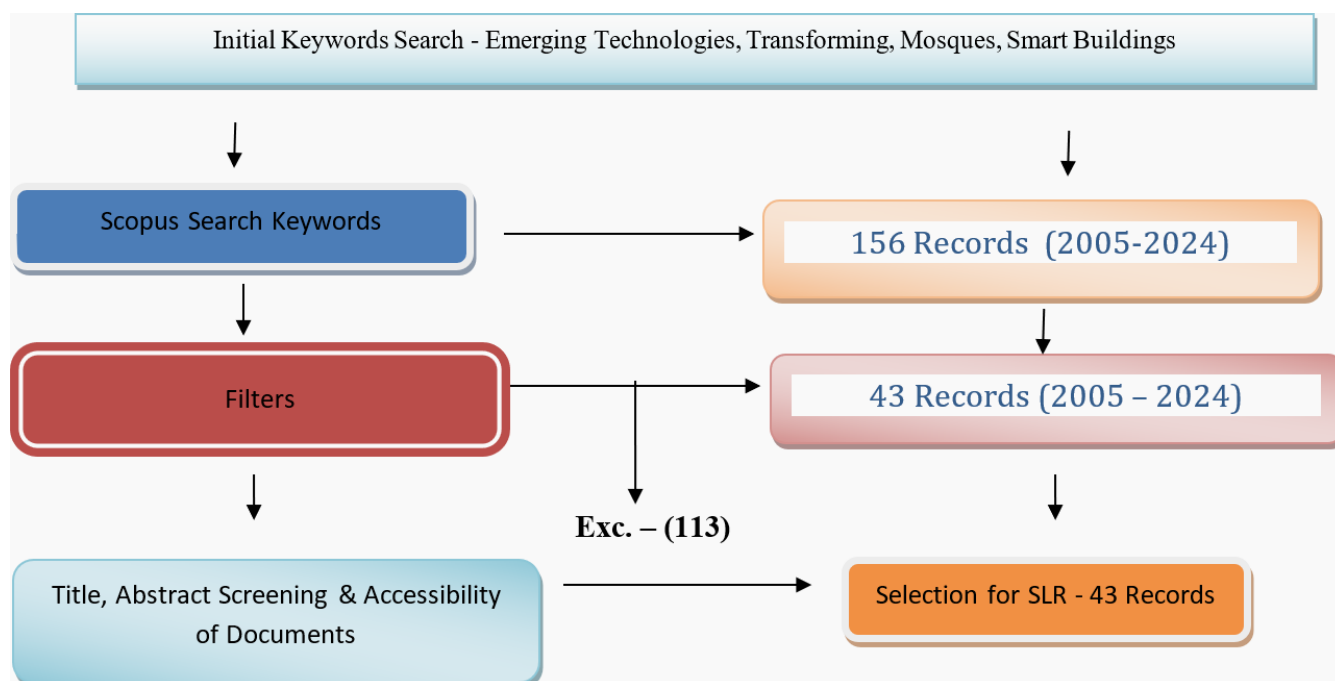 Initial Keywords Search - Emerging Technologies, Transforming, Mosques, Smart Buildings
Scopus Search Keywords
156 Records (2005-2024)
Filters
43 Records (2005 – 2024)
Exc. – (113)
Title, Abstract Screening & Accessibility
of Documents
Selection for SLR - 43 Records